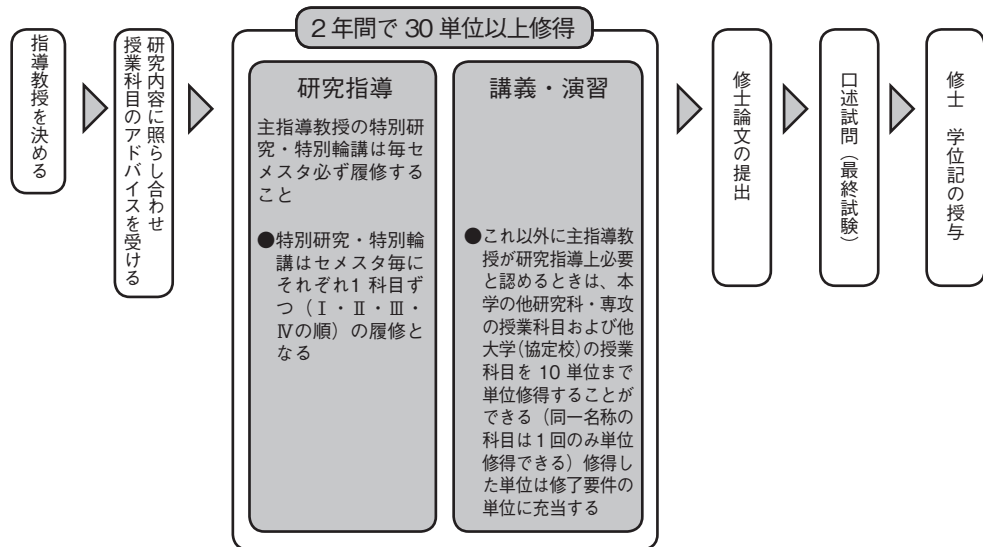 指導教授を決める
研究内容に照らし合わせ
授業科目のアドバイスを受ける
2年間で30単位以上修得
研究指導
主指導教授の特別研
究・特別輪講は毎セ
メスタ必ず履修する
こと
●特別研究・特別輪
講はセメスタ毎に
それぞれ1科目ず
つ(Ⅰ・Ⅱ・Ⅲ・
Ⅳの順)の履修と
なる
講義・演習
●これ以外に主指導教
授が研究指導上必要
と認めるときは、本
学の他研究科・専攻
の授業科目および他
大学(協定校)の授業
科目を10単位まで
単位修得することが
できる(同一名称の
科目は1回のみ単位
修得できる)修得し
た単位は修了要件の
単位に充当する
修士論文の提出
口述試問(最終試験)
修士 学位記の授与